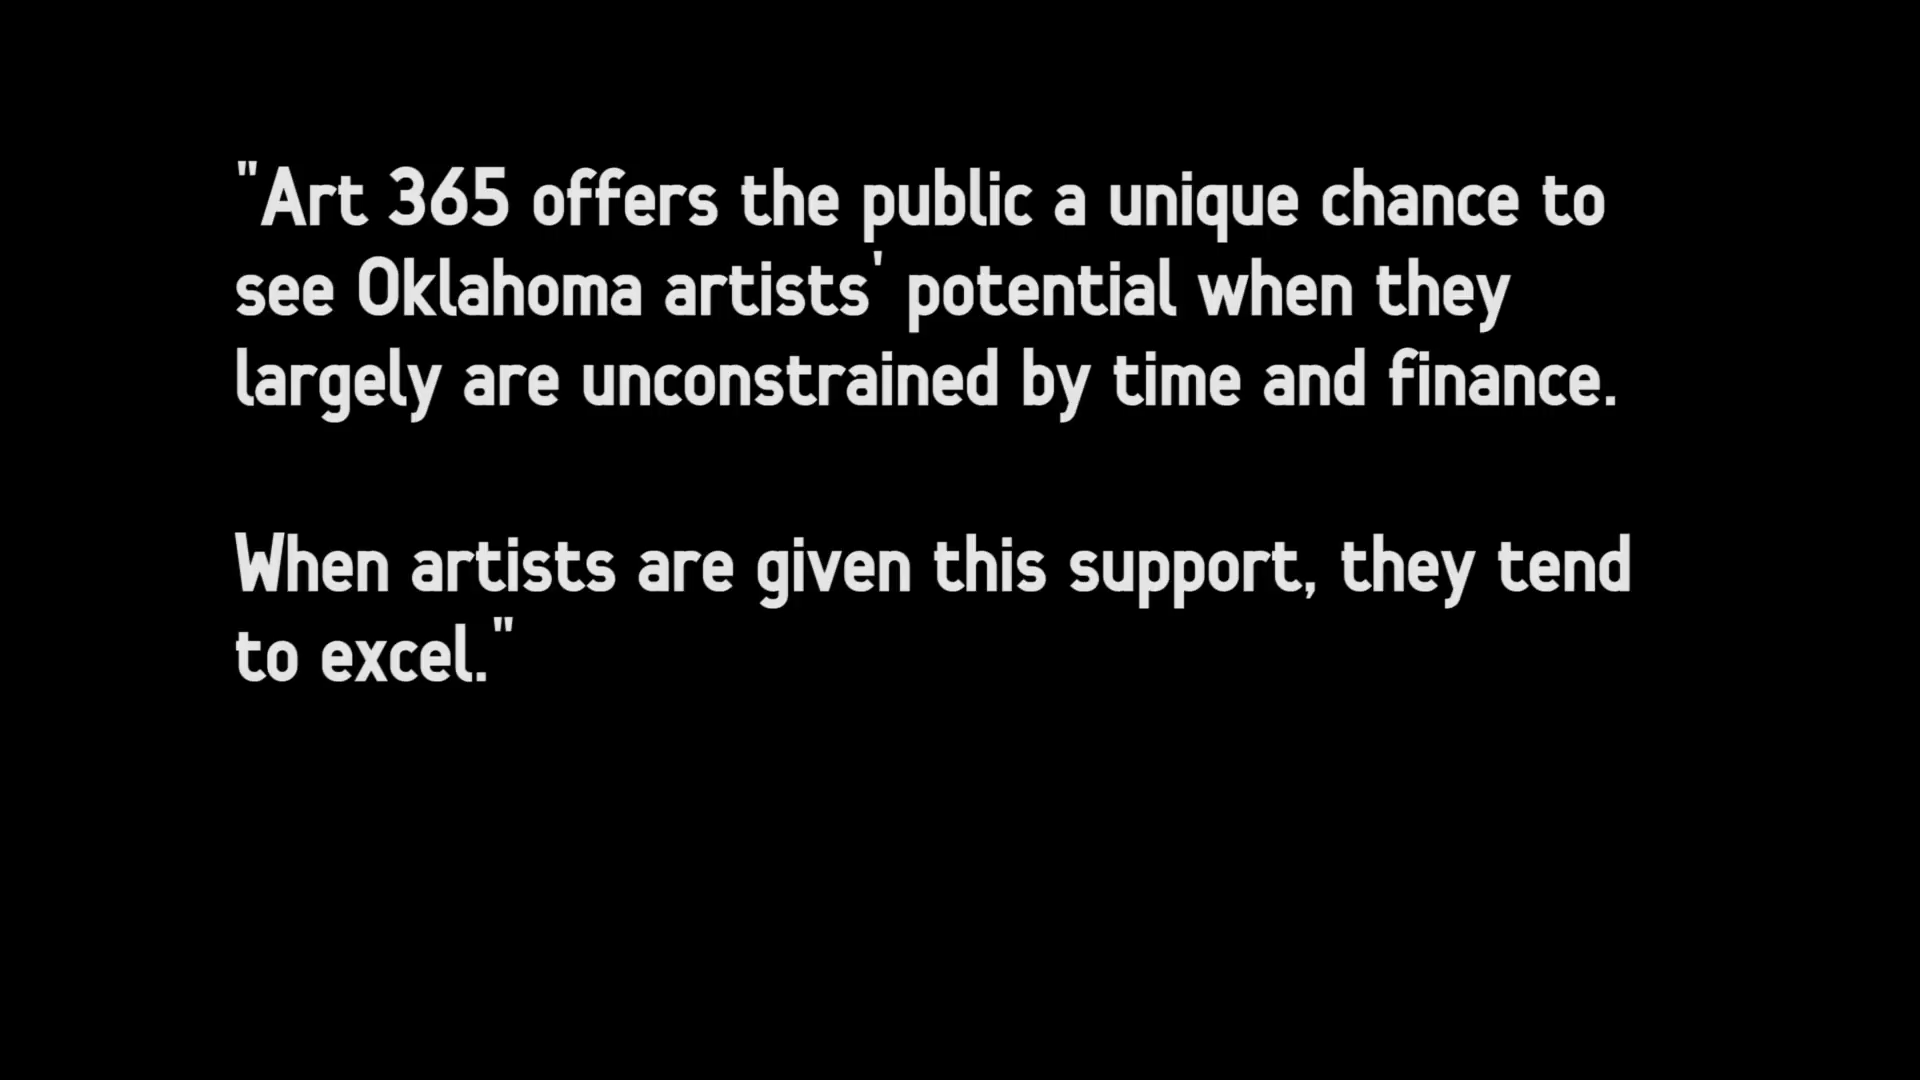 "Art 365 offers the public a unique chance to
see Oklahoma artists' potential when they
largely are unconstrained by time and finance.
When artists are given this support, they tend
to excel."